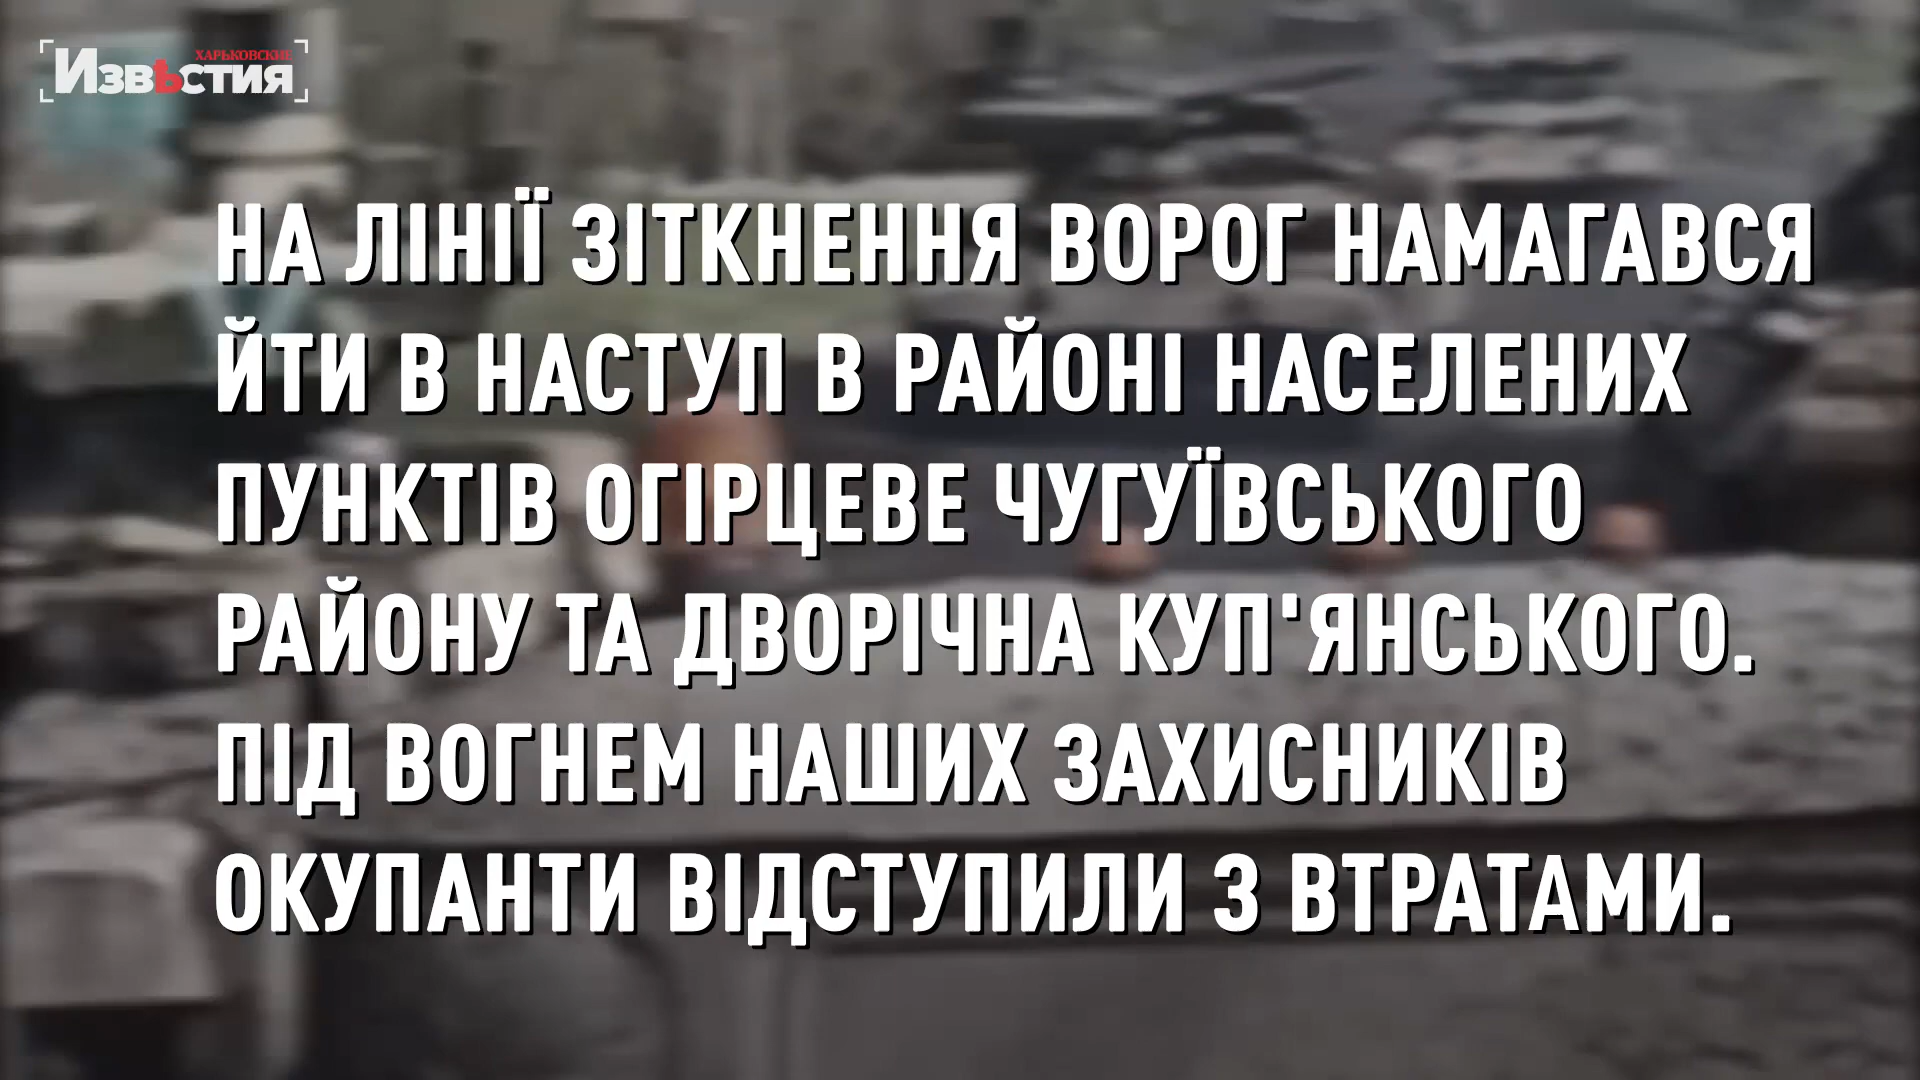 ХАРЬКОВСКИЕ
ИзвѣстиЯ
НА ЛІНІЇ ЗІТКНЕННЯ ВОРОГ НАМАГАВСЯ
ЙТИ В НАСТУП В РАЙОНІ НАСЕЛЕНИХ
ПУНКТІВ ОГІРЦЕВЕ ЧУГУЇВСЬКОГО
РАЙОНУ ТА ДВОРІЧНА КУП'ЯНСЬКОГО.
ПІД ВОГНЕМ НАШИХ ЗАХИСНИКІВ
ОКУПАНТИ ВІДСТУПИЛИ З ВТРАТАМИ.